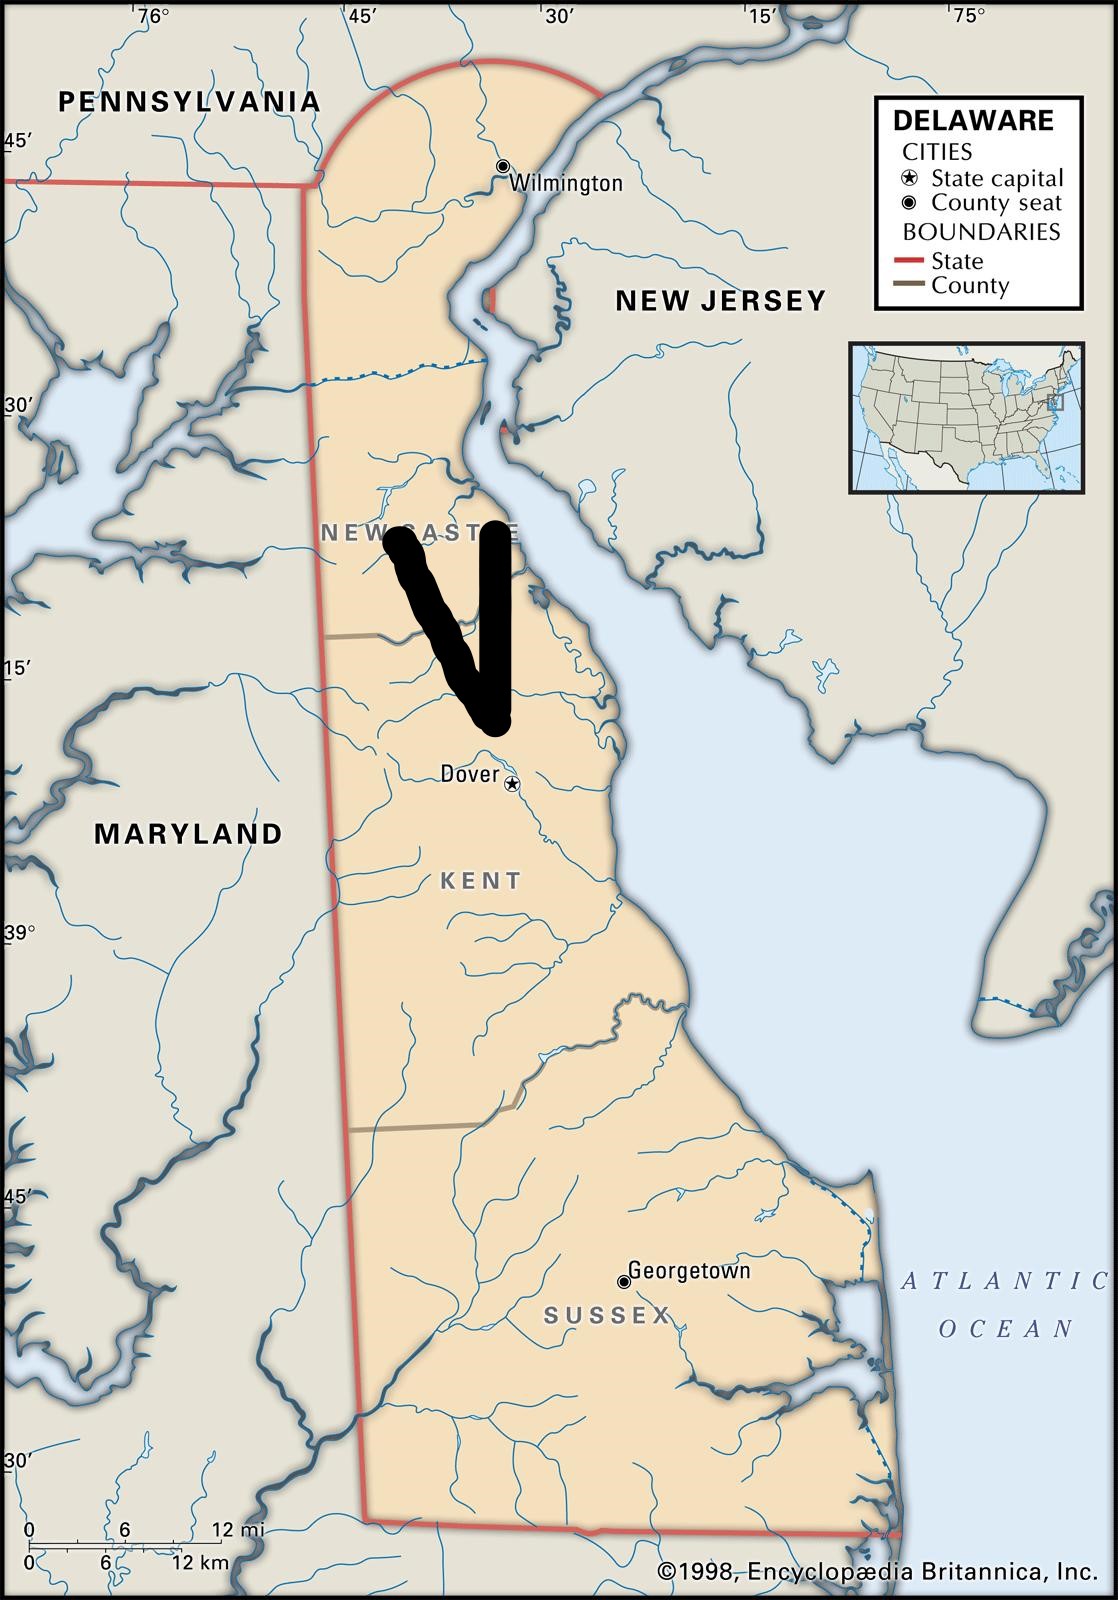 76° 45′ 30′ 15′ 75°
PENNSYLVANIA
45′
DELAWARE
CITIES
State capital
County seat
BOUNDARIES
State
County
Wilmington
NEW JERSEY
30′
NEW CASTLE
15′
Dover
MARYLAND
KENT
39°
45′
Georgetown
SUSSEX
ATLANTIC
OCEAN
30′
0 6 12 mi
0 6 12 km
©1998, Encyclopædia Britannica, Inc.